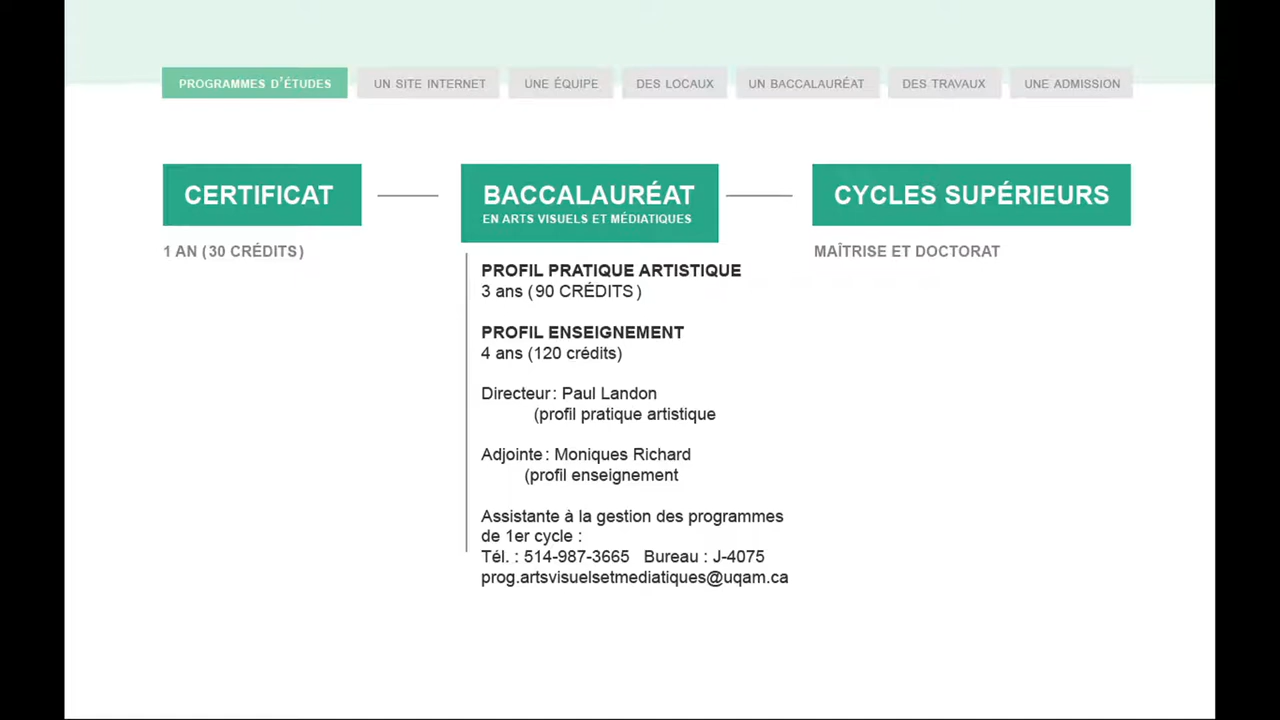 PROGRAMMES D'ÉTUDES
UN SITE INTERNET
UNE ÉQUIPE
DES LOCAUX
UN BACCALAURÉAT
DES TRAVAUX
UNE ADMISSION
CERTIFICAT
1 AN (30 CRÉDITS)
BACCALAURÉAT
EN ARTS VISUELS ET MÉDIATIQUES
PROFIL PRATIQUE ARTISTIQUE
3 ans (90 CRÉDITS)
PROFIL ENSEIGNEMENT
4 ans (120 crédits)
Directeur : Paul Landon
(profil pratique artistique
Adjointe : Moniques Richard
(profil enseignement
Assistante à la gestion des programmes
de 1er cycle :
Tél. : 514-987-3665 Bureau : J-4075
prog.artsvisuelsetmediatiques@uqam.ca
CYCLES SUPÉRIEURS
MAÎTRISE ET DOCTORAT